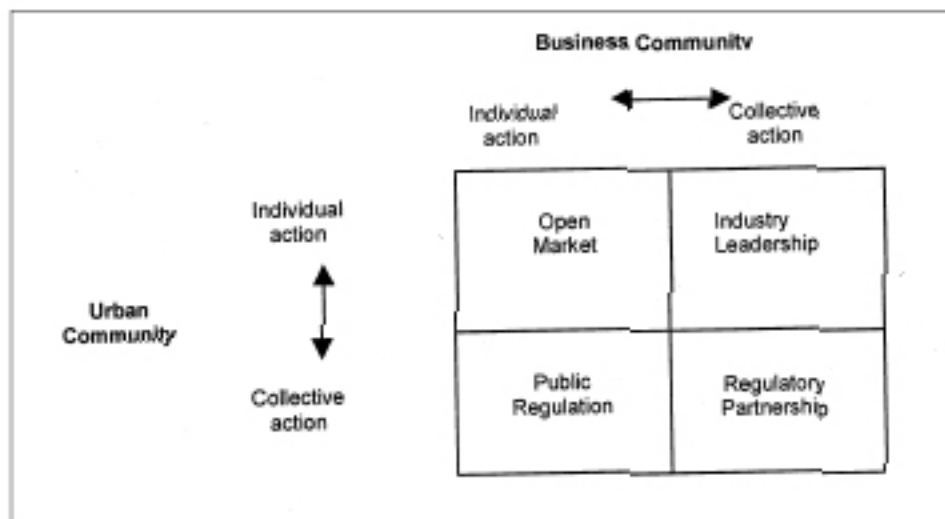 Business Community
Individual
action
Collective
action
Individual
action
Open
Market
Industry
Leadership
Urban
Community
Collective
action
Public
Regulation
Regulatory
Partnership